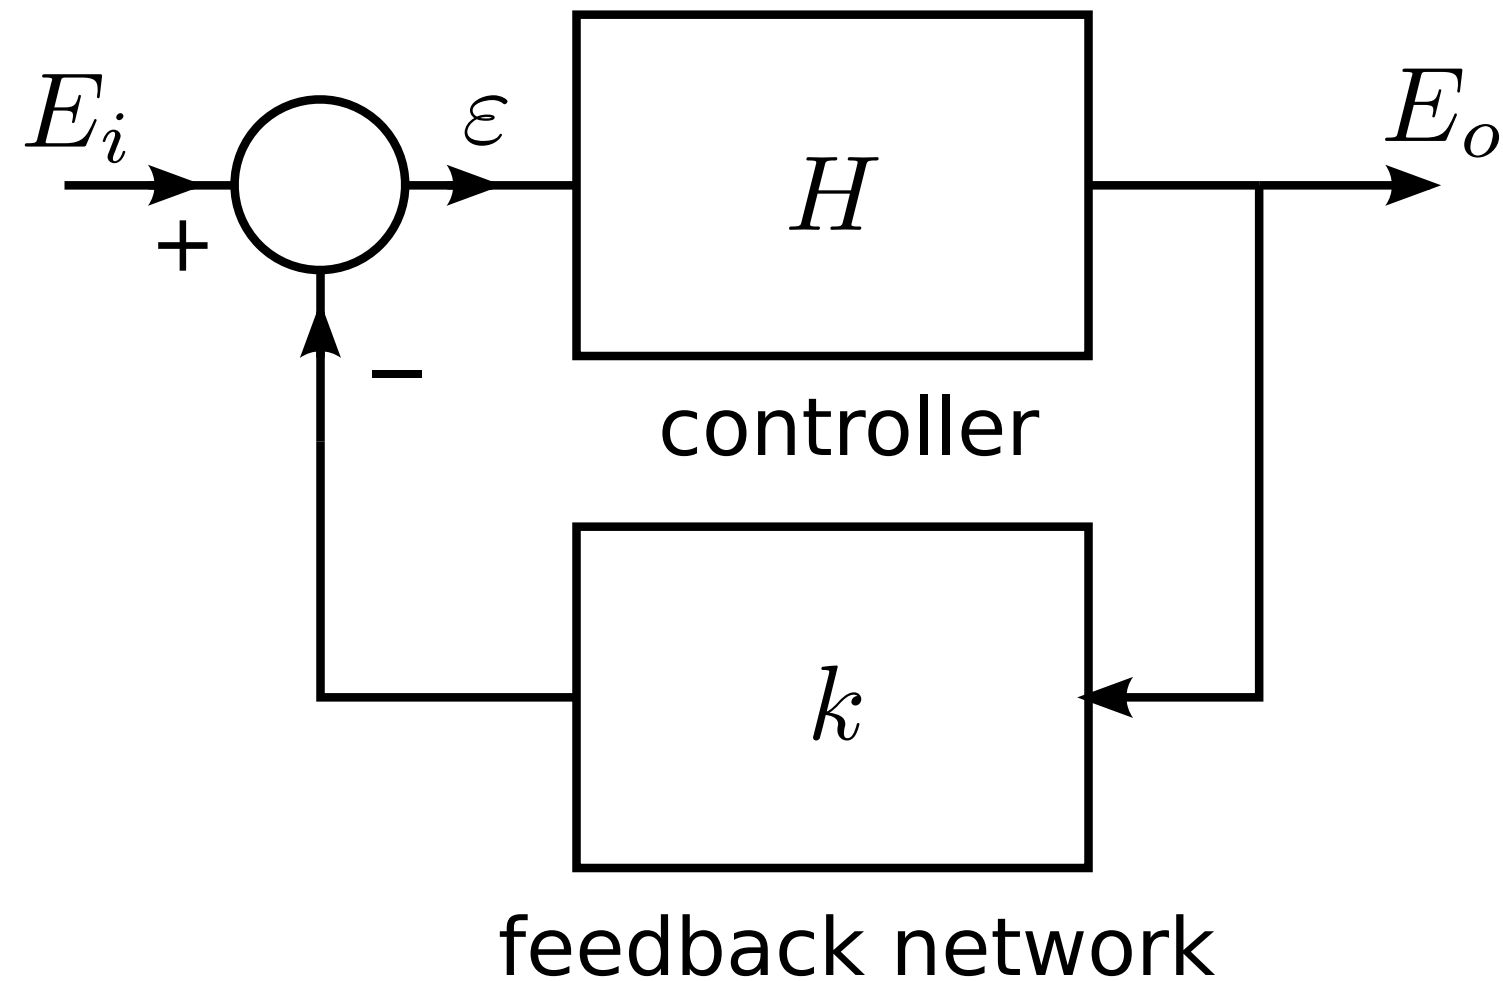 E_i
ε
H
E_o
+
−
controller
k
feedback network